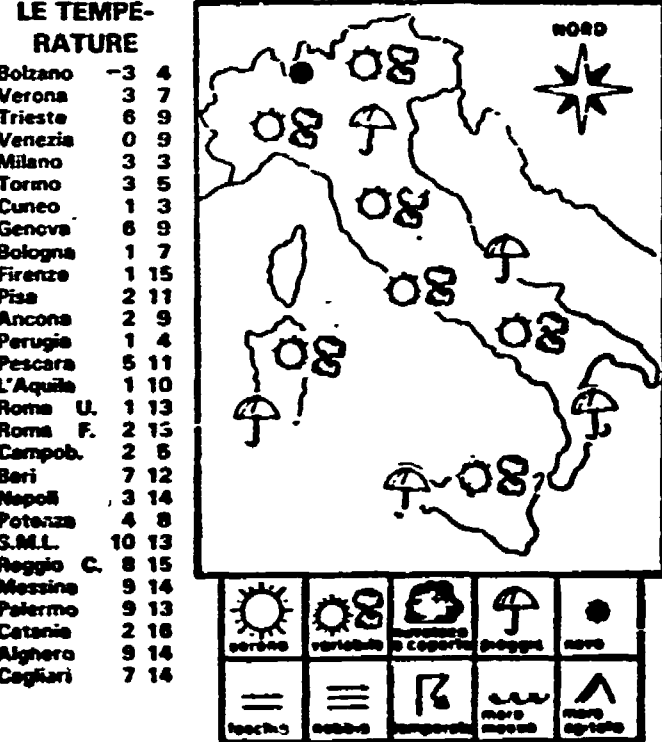 LE TEMPE-
RATURE
Bolzano -3 4
Verona 3 7
Trieste 6 9
Venezia 0 9
Milano 3 3
Torino 3 5
Cuneo 1 3
Genova 6 9
Bologna 1 7
Firenze 1 15
Pisa 2 11
Ancona 2 9
Perugia 1 4
Pescara 5 11
L'Aquila 1 10
Roma U. 1 13
Roma F. 2 15
Campob. 2 5
Bari 7 12
Napoli 3 14
Potenza 4 8
S.M.L. 10 13
Reggio C. 8 15
Messina 9 14
Palermo 9 13
Catania 2 16
Alghero 9 14
Cagliari 7 14
NORD
sereno variabile nuvoloso o coperto pioggia neve
foschia nebbia temporale mare mosso mare agitato